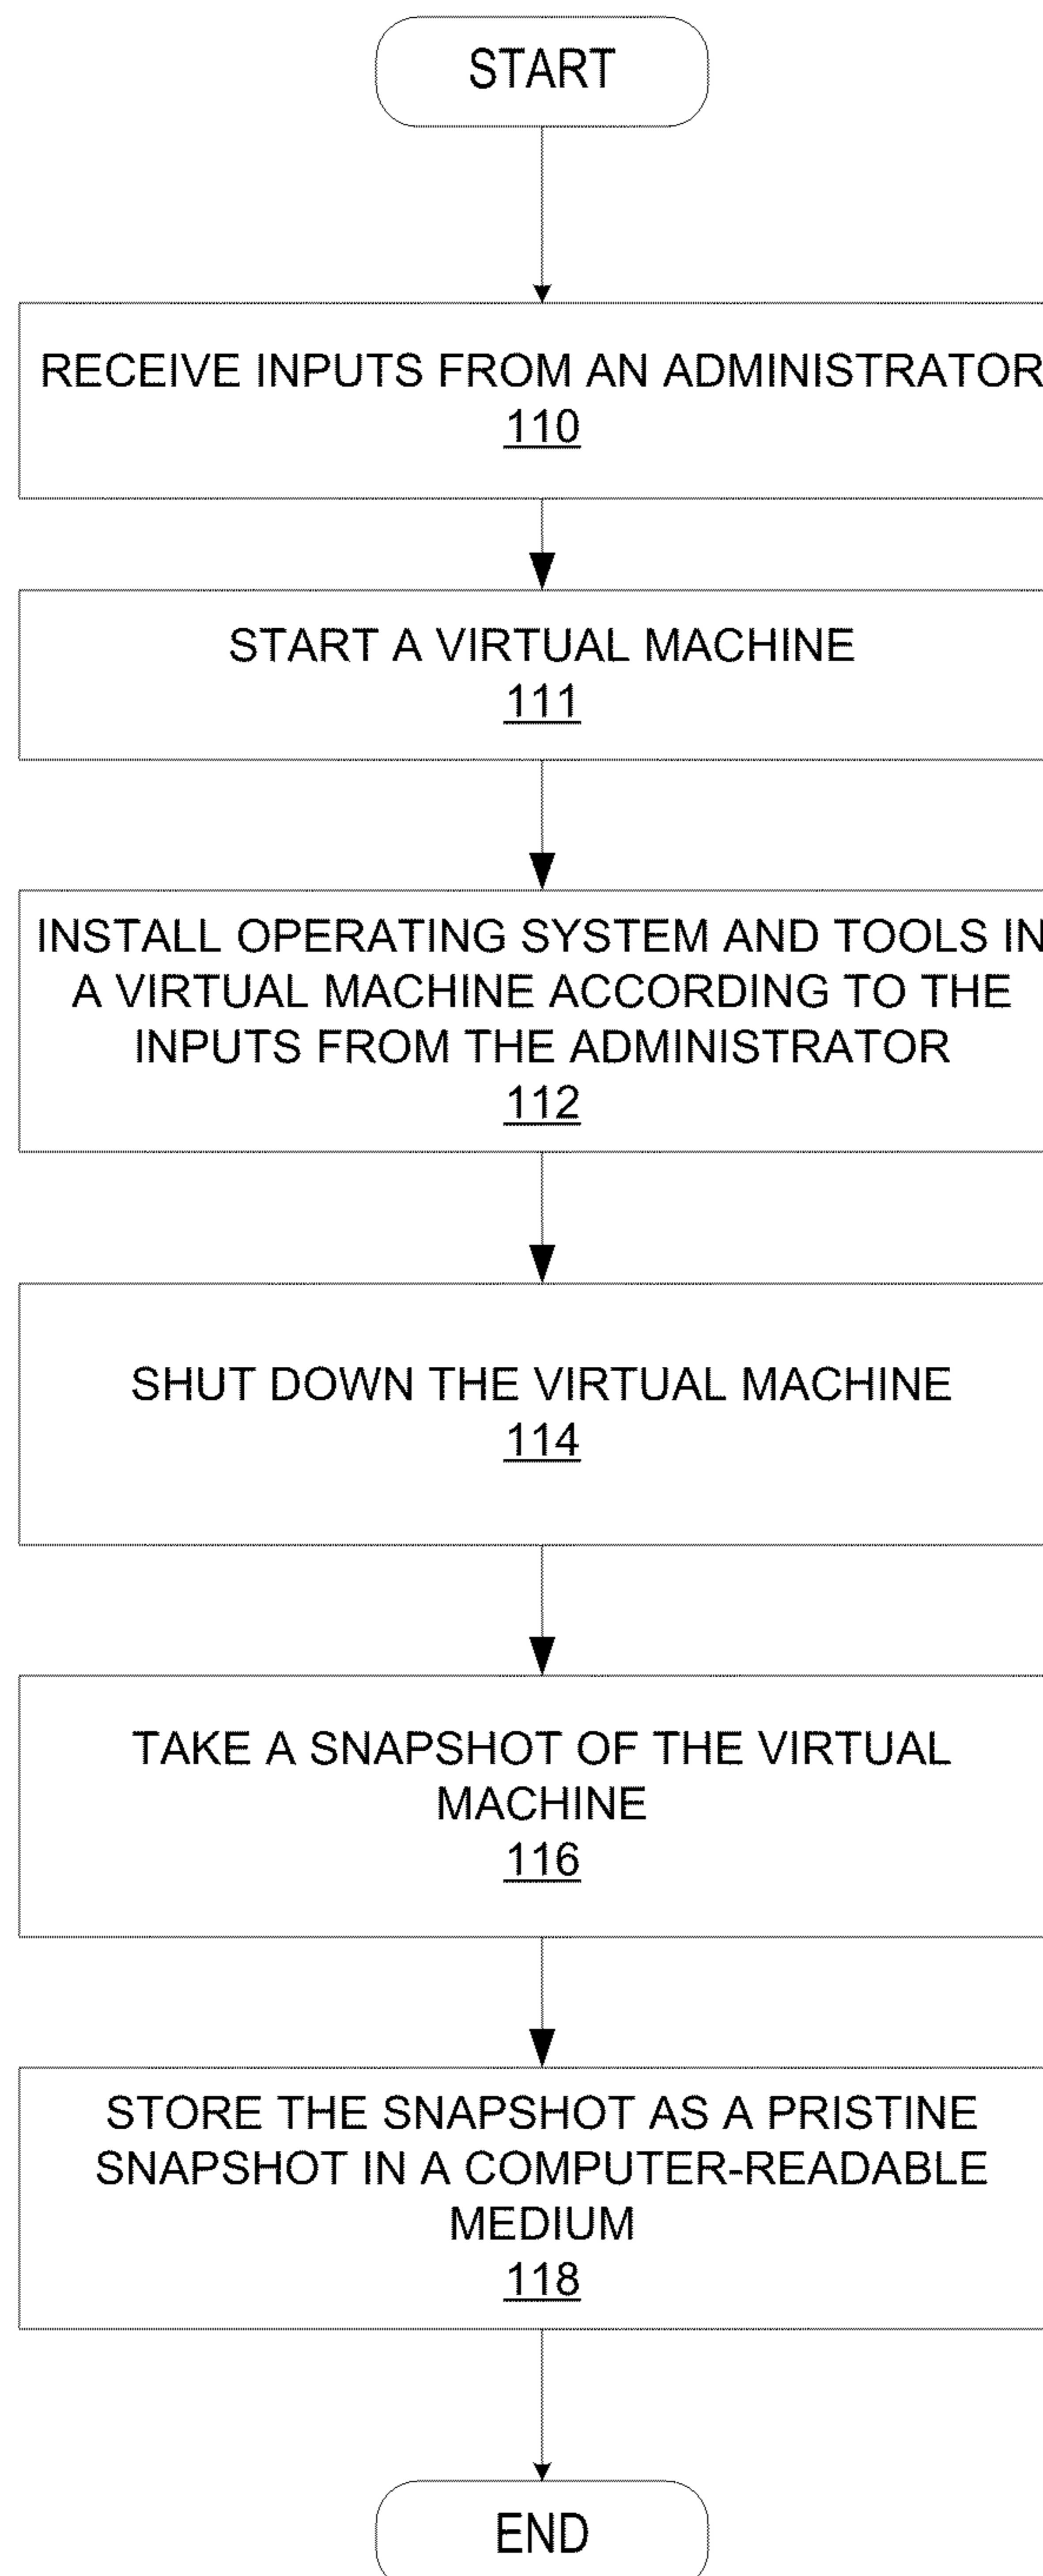 START
RECEIVE INPUTS FROM AN ADMINISTRATOR
110
START A VIRTUAL MACHINE
111
INSTALL OPERATING SYSTEM AND TOOLS IN
A VIRTUAL MACHINE ACCORDING TO THE
INPUTS FROM THE ADMINISTRATOR
112
SHUT DOWN THE VIRTUAL MACHINE
114
TAKE A SNAPSHOT OF THE VIRTUAL
MACHINE
116
STORE THE SNAPSHOT AS A PRISTINE
SNAPSHOT IN A COMPUTER-READABLE
MEDIUM
118
END